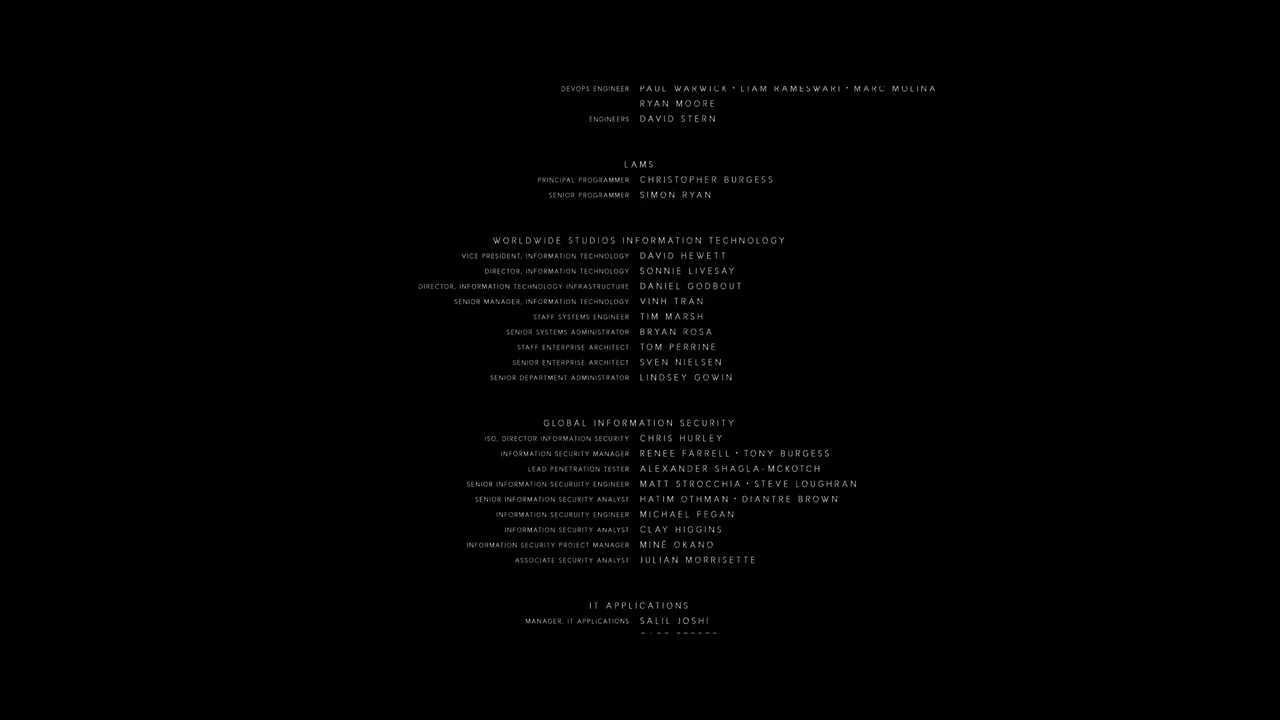 DEVOPS ENGINEER PAUL WARWICK • LIAM RAMESWARI • MARC MOLINA
RYAN MOORE
ENGINEERS DAVID STERN
LAMS
PRINCIPAL PROGRAMMER CHRISTOPHER BURGESS
SENIOR PROGRAMMER SIMON RYAN
WORLDWIDE STUDIOS INFORMATION TECHNOLOGY
VICE PRESIDENT, INFORMATION TECHNOLOGY DAVID HEWETT
DIRECTOR, INFORMATION TECHNOLOGY SONNIE LIVESAY
DIRECTOR, INFORMATION TECHNOLOGY INFRASTRUCTURE DANIEL GODBOUT
SENIOR MANAGER, INFORMATION TECHNOLOGY VINH TRAN
STAFF SYSTEMS ENGINEER TIM MARSH
SENIOR SYSTEMS ADMINISTRATOR BRYAN ROSA
STAFF ENTERPRISE ARCHITECT TOM PERRINE
SENIOR ENTERPRISE ARCHITECT SVEN NIELSEN
SENIOR DEPARTMENT ADMINISTRATOR LINDSEY GOWIN
GLOBAL INFORMATION SECURITY
ISO, DIRECTOR INFORMATION SECURITY CHRIS HURLEY
INFORMATION SECURITY MANAGER RENEE FARRELL • TONY BURGESS
LEAD PENETRATION TESTER ALEXANDER SHAGLA-MCKOTCH
SENIOR INFORMATION SECURUITY ENGINEER MATT STROCCHIA • STEVE LOUGHRAN
SENIOR INFORMATION SECURITY ANALYST HATIM OTHMAN • DIANTRE BROWN
INFORMATION SECURUITY ENGINEER MICHAEL FEGAN
INFORMATION SECURITY ANALYST CLAY HIGGINS
INFORMATION SECURITY PROJECT MANAGER MINÉ OKANO
ASSOCIATE SECURITY ANALYST JULIAN MORRISETTE
IT APPLICATIONS
MANAGER, IT APPLICATIONS SALIL JOSHI